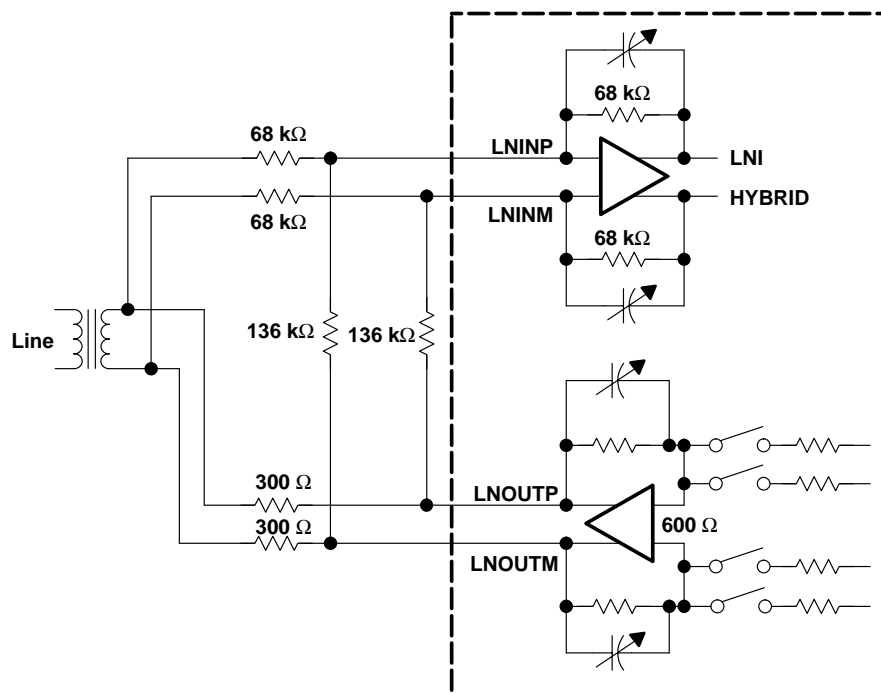 68 kΩ
68 kΩ
LNINP
LNI
68 kΩ
LNINM
HYBRID
68 kΩ
Line
136 kΩ
136 kΩ
300 Ω
LNOUTP
300 Ω
600 Ω
LNOUTM